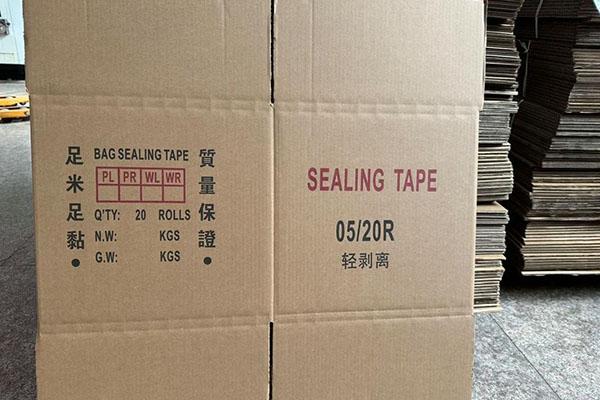 足米足黏●
BAG SEALING TAPE
PL PR WL WR
Q'TY: 20 ROLLS
N.W: KGS
G.W: KGS
質量保證●
SEALING TAPE
05/20R
轻剥离